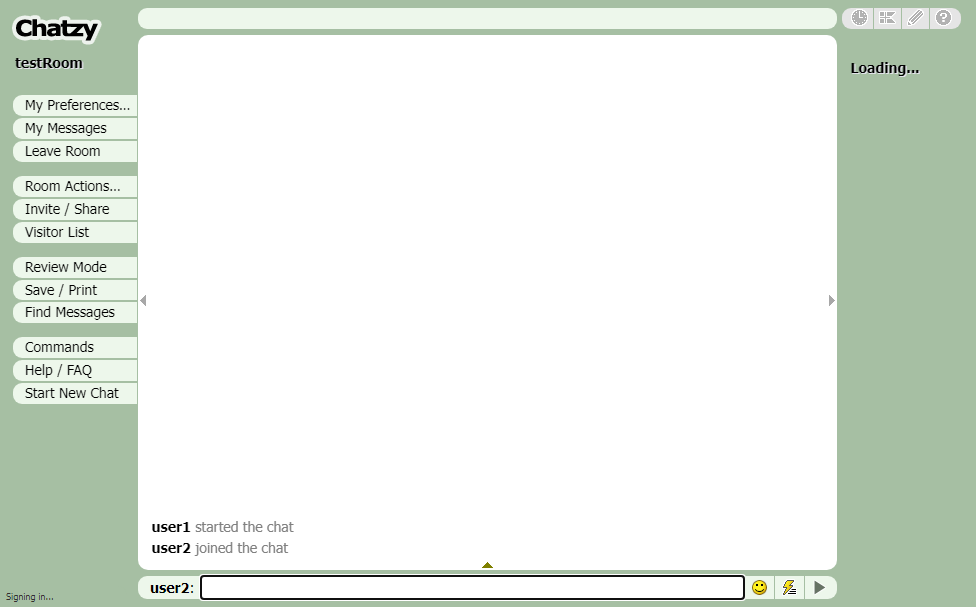 Chatzy
testRoom
My Preferences...
My Messages
Leave Room
Room Actions...
Invite / Share
Visitor List
Review Mode
Save / Print
Find Messages
Commands
Help / FAQ
Start New Chat
Signing in...
user1 started the chat
user2 joined the chat
user2:
?
Loading...